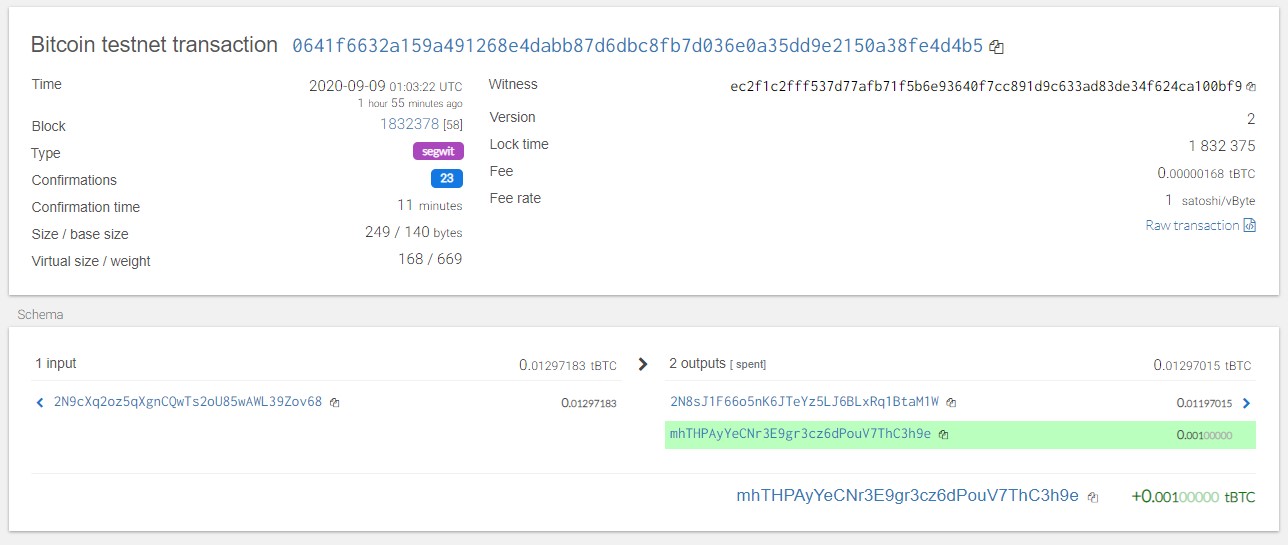 Bitcoin testnet transaction 0641f6632a159a491268e4dabb87d6dbc8fb7d036e0a35dd9e2150a38fe4d4b5
Time 2020-09-09 01:03:22 UTC
1 hour 55 minutes ago
Block 1832378 [58]
Type segwit
Confirmations 23
Confirmation time 11 minutes
Size / base size 249 / 140 bytes
Virtual size / weight 168 / 669
Witness ec2f1c2fff537d77afb71f5b6e93640f7cc891d9c633ad83de34f624ca100bf9
Version 2
Lock time 1 832 375
Fee 0.00000168 tBTC
Fee rate 1 satoshi/vByte
Raw transaction
Schema
1 input 0.01297183 tBTC
2N9cXq2oz5qXgnCQwTs2oU85wAWL39Zov68 0.01297183
2 outputs [ spent] 0.01297015 tBTC
2N8sJ1F66o5nK6JTeYz5LJ6BLxRq1BtaM1W 0.01197015
mhTHPAyYeCNr3E9gr3cz6dPouV7ThC3h9e 0.00100000
mhTHPAyYeCNr3E9gr3cz6dPouV7ThC3h9e +0.00100000 tBTC